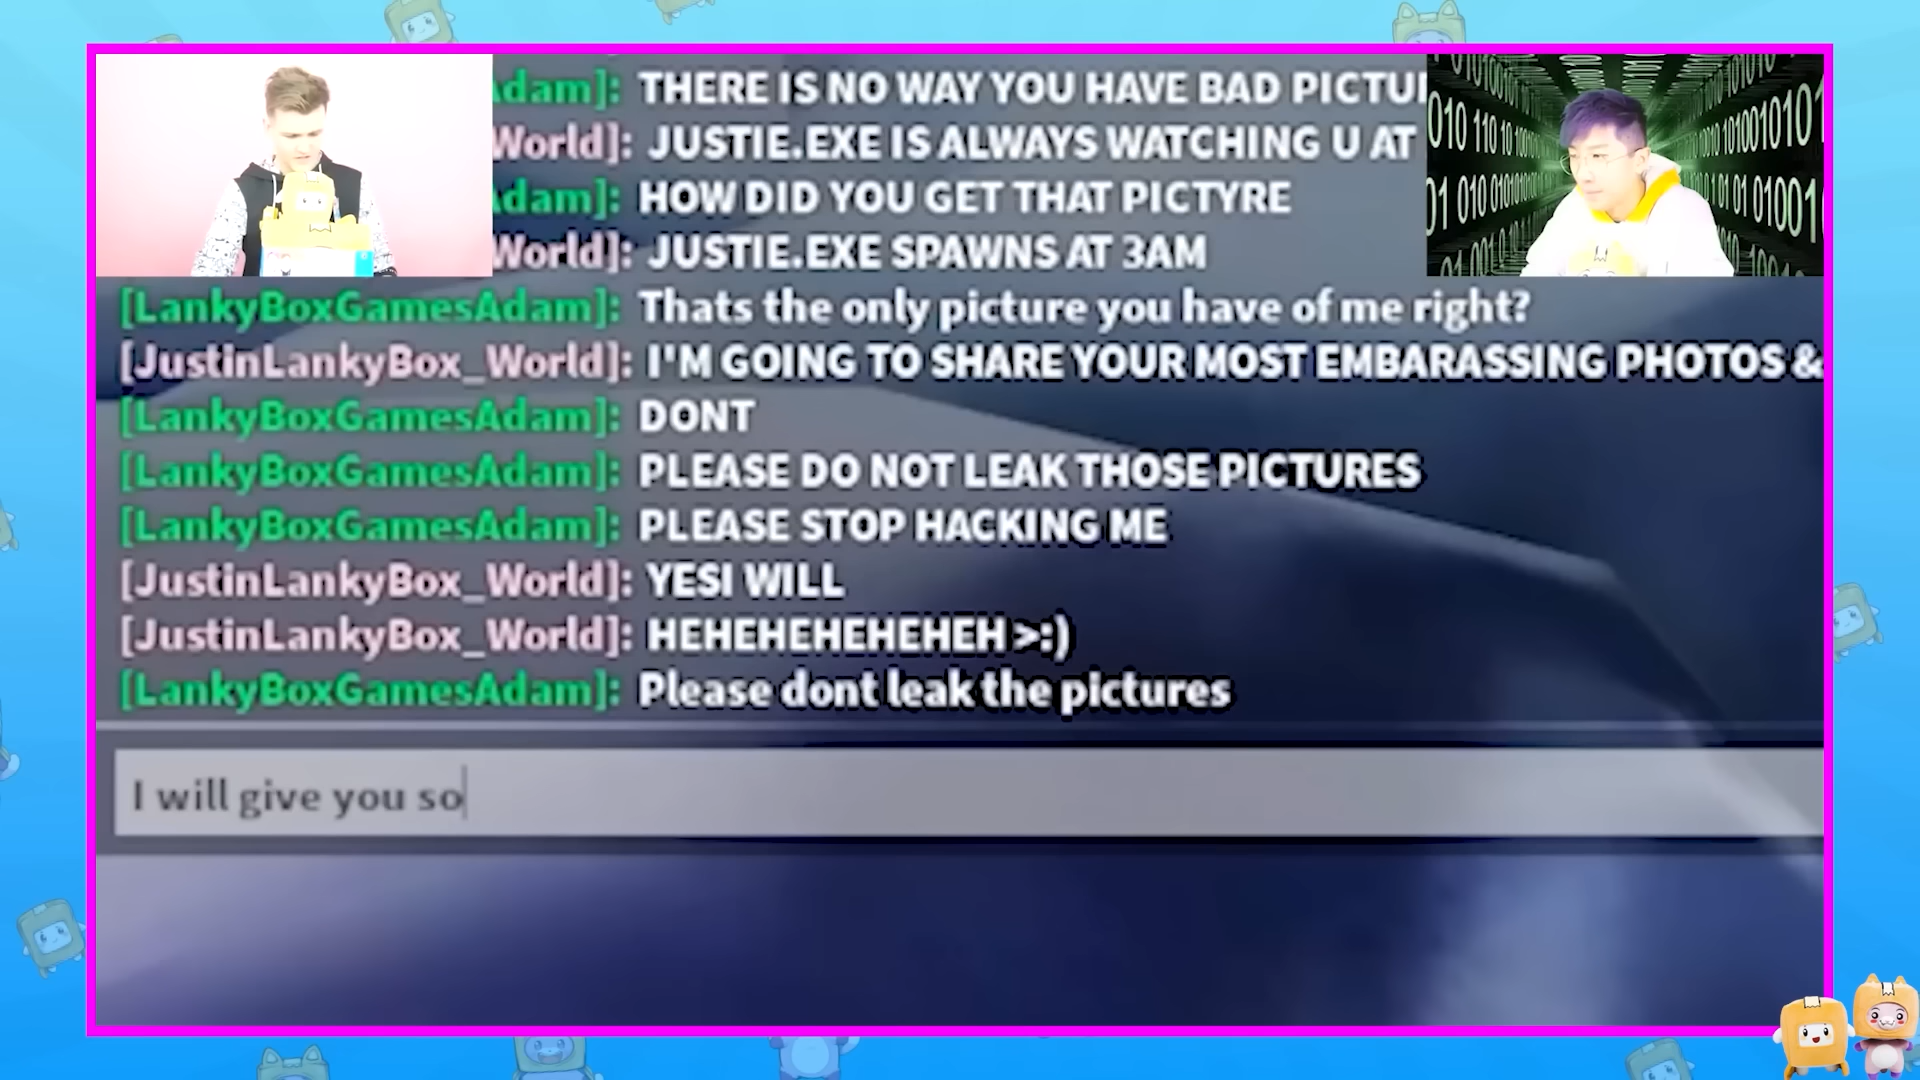 dam]: THERE IS NO WAY YOU HAVE BAD
World]: JUSTIE.EXE IS ALWAYS WATCHING U AT
dam]: HOW DID YOU GET THAT PICTYRE
World]: JUSTIE.EXE SPAWNS AT 3AM
[LankyBoxGamesAdam]: Thats the only picture you have of me right?
[JustinLankyBox_World]: I'M GOING TO SHARE YOUR MOST EMBARASSING PHOTOS &
[LankyBoxGamesAdam]: DONT
[LankyBoxGamesAdam]: PLEASE DO NOT LEAK THOSE PICTURES
[LankyBoxGamesAdam]: PLEASE STOP HACKING ME
[JustinLankyBox_World]: YESI WILL
[JustinLankyBox_World]: HEHEHEHEHEHEH >:)
[LankyBoxGamesAdam]: Please dont leak the pictures
I will give you so